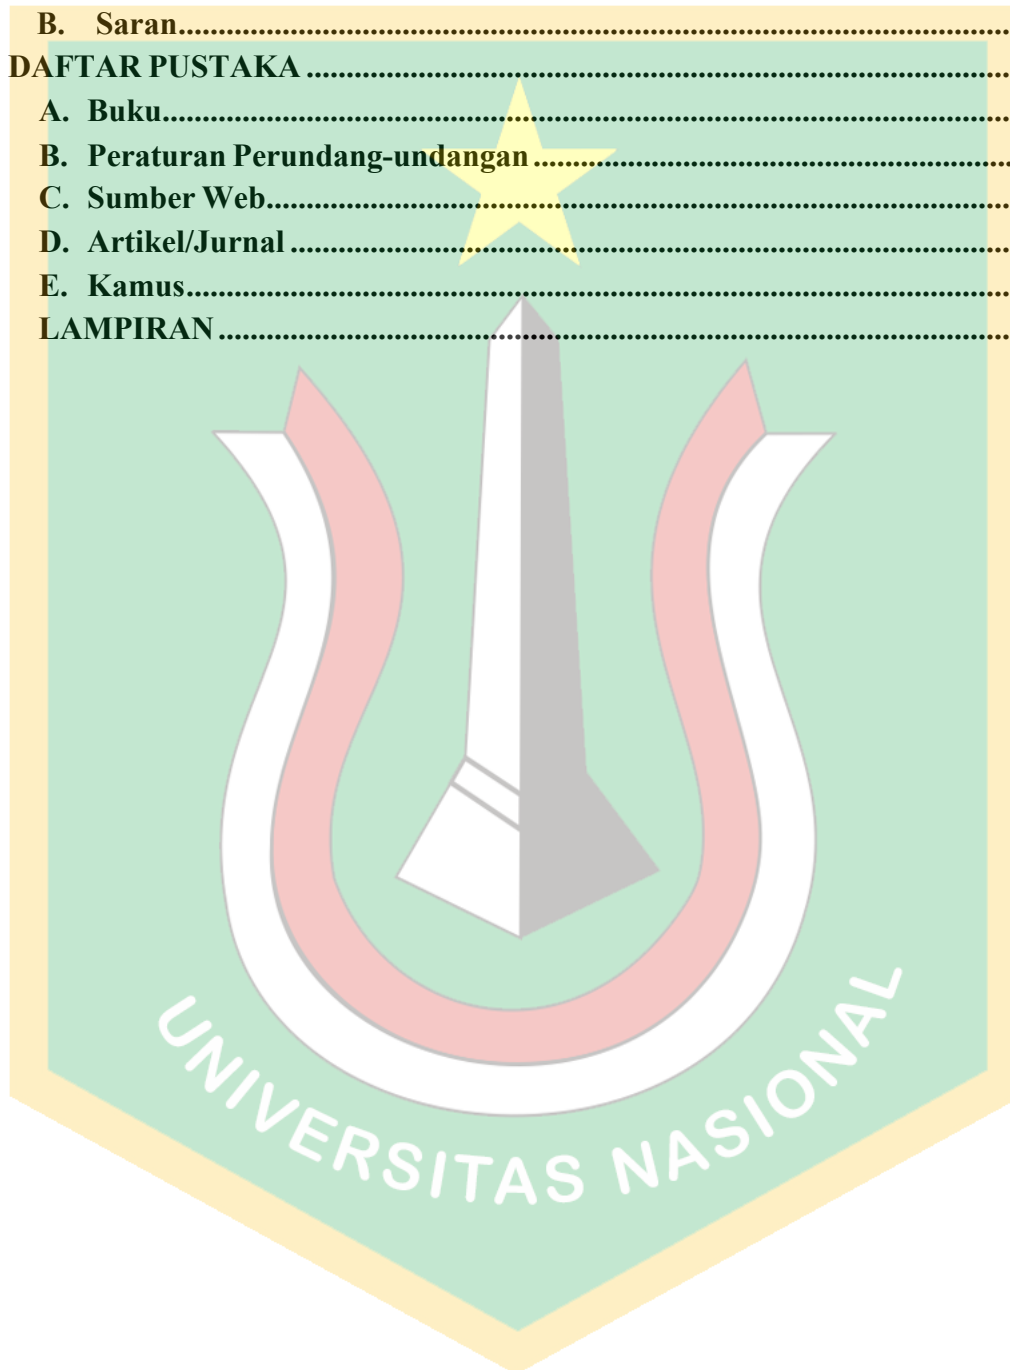 B. Saran........................................................................................................
DAFTAR PUSTAKA ........................................................................................
A. Buku..........................................................................................................
B. Peraturan Perundang-undangan ............................................................
C. Sumber Web.............................................................................................
D. Artikel/Jurnal ..........................................................................................
E. Kamus.......................................................................................................
LAMPIRAN ...................................................................................................
UNIVERSITAS NASIONAL